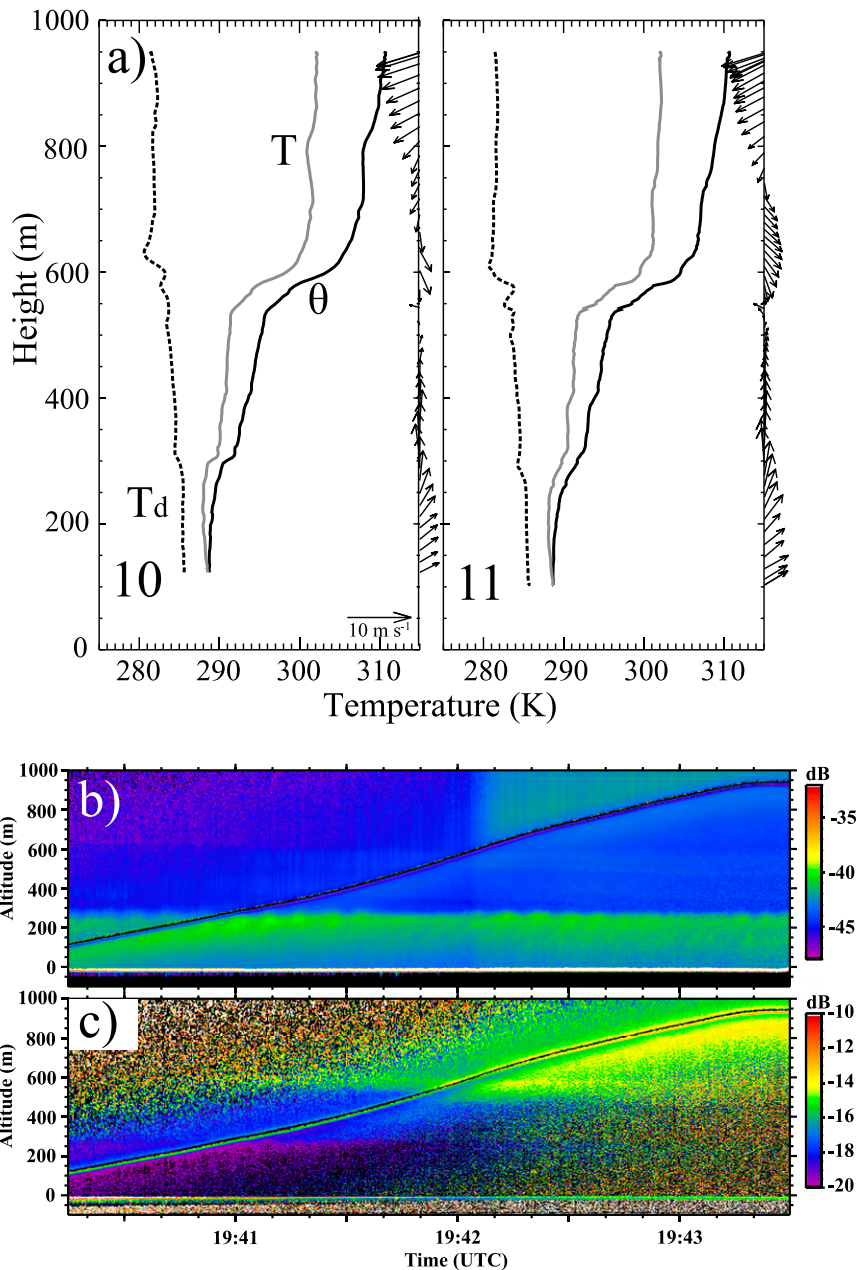 1000
a)
800
T
Height (m)
600
θ
400
Td
200
10
11
10 m s-1
0
280 290 300 310 280 290 300 310
Temperature (K)
dB
1000
b)
800
-35
600
Altitude (m)
400
-40
200
-45
0
dB
1000
c)
-10
800
-12
600
-14
Altitude (m)
400
-16
200
-18
0
-20
19:41 19:42 19:43
Time (UTC)